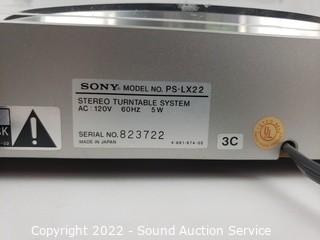 SONY MODEL NO. PS-LX22
STEREO TURNTABLE SYSTEM
AC: 120V 60Hz 5W
SERIAL NO. 823722
MADE IN JAPAN
3C
Copyright 2022 - Sound Auction Service